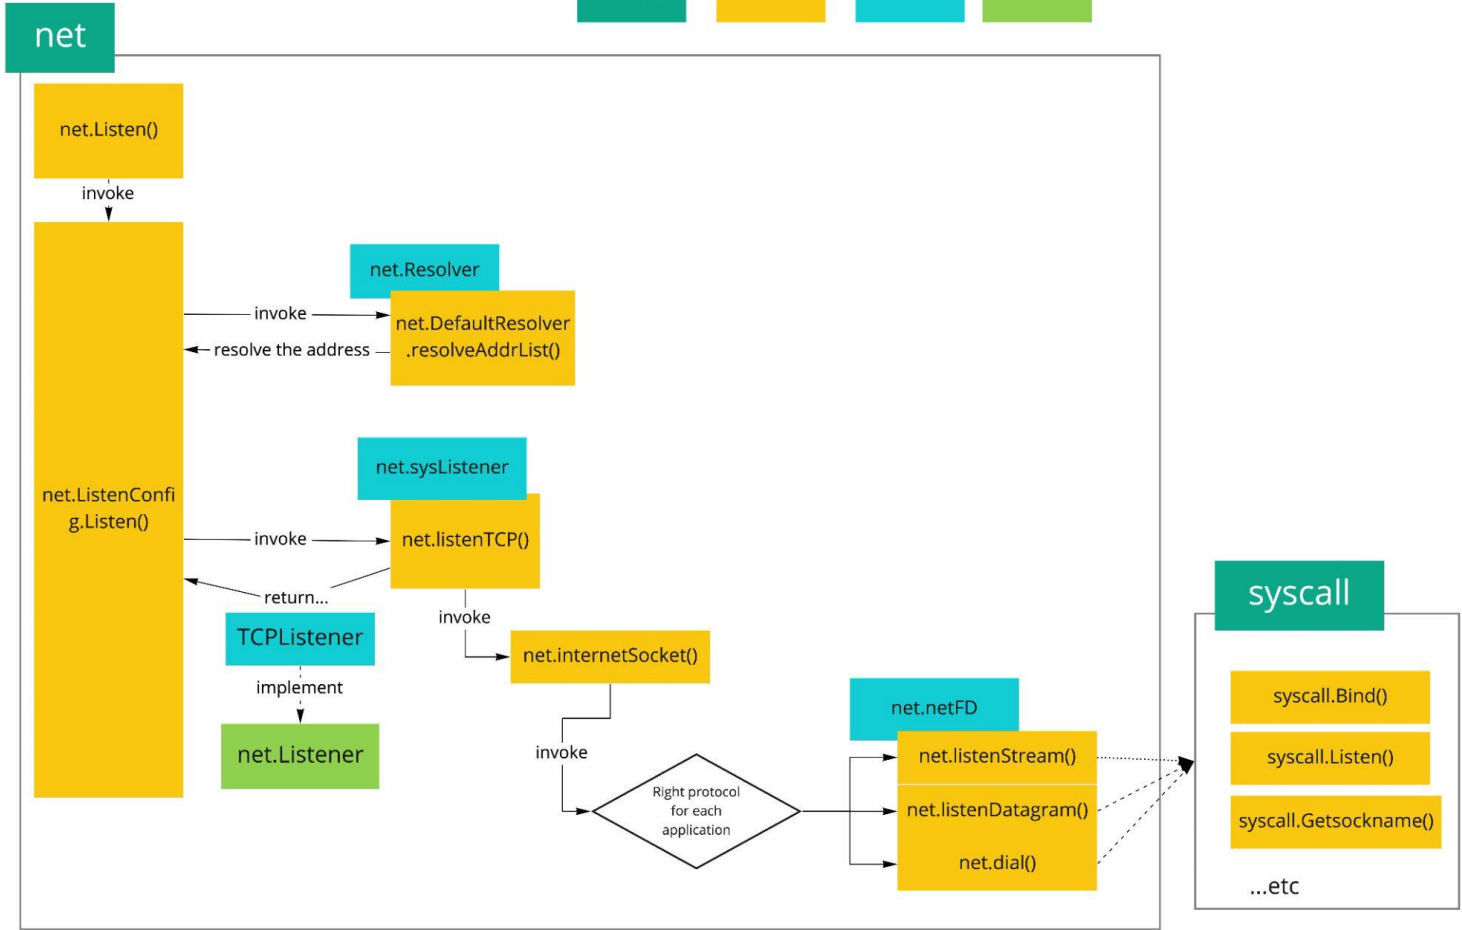 net
net.Listen()
invoke
net.Resolver
invoke
net.DefaultResolver
.resolveAddrList()
resolve the address
net.sysListener
net.ListenConfi
g.Listen()
invoke
net.listenTCP()
return...
invoke
TCPListener
net.internetSocket()
implement
net.Listener
invoke
Right protocol
for each
application
net.netFD
net.listenStream()
net.listenDatagram()
net.dial()
syscall
syscall.Bind()
syscall.Listen()
syscall.Getsockname()
...etc